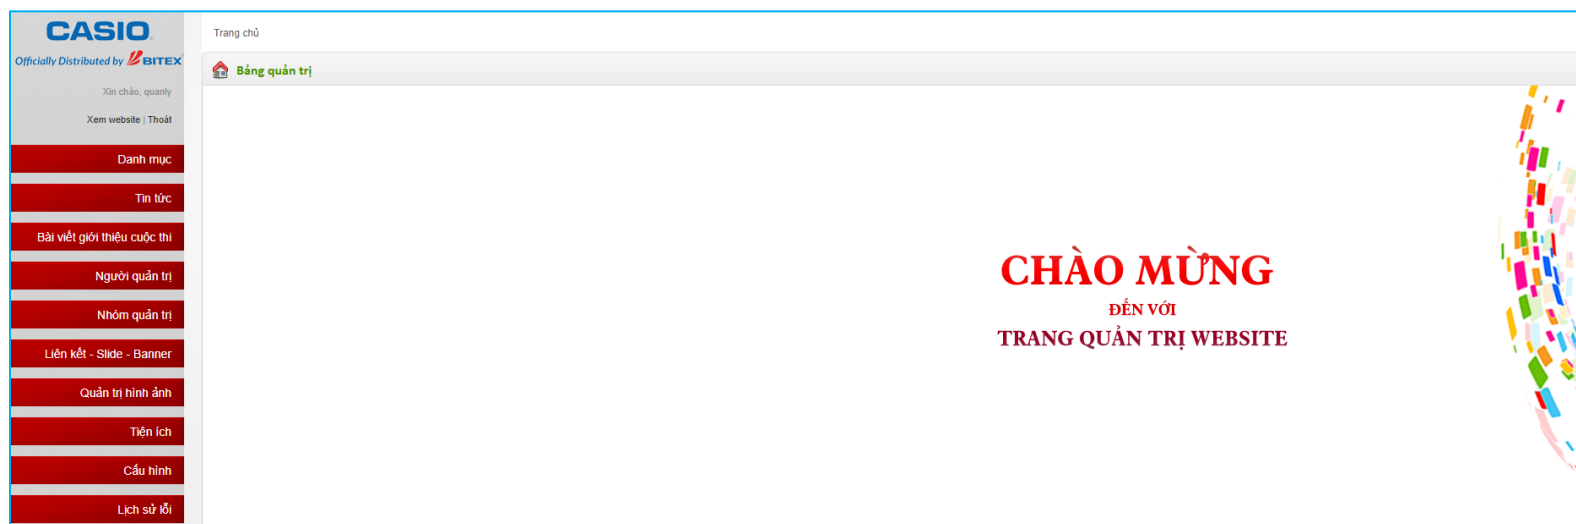 CASIO
Officially Distributed by BITEX
Xin chào, quanly
Xem website | Thoát
Danh mục
Tin tức
Bài viết giới thiệu cuộc thi
Người quản trị
Nhóm quản trị
Liên kết - Slide - Banner
Quản trị hình ảnh
Tiện ích
Cấu hình
Lịch sử lỗi
Trang chủ
Bảng quản trị
CHÀO MỪNG
ĐẾN VỚI
TRANG QUẢN TRỊ WEBSITE